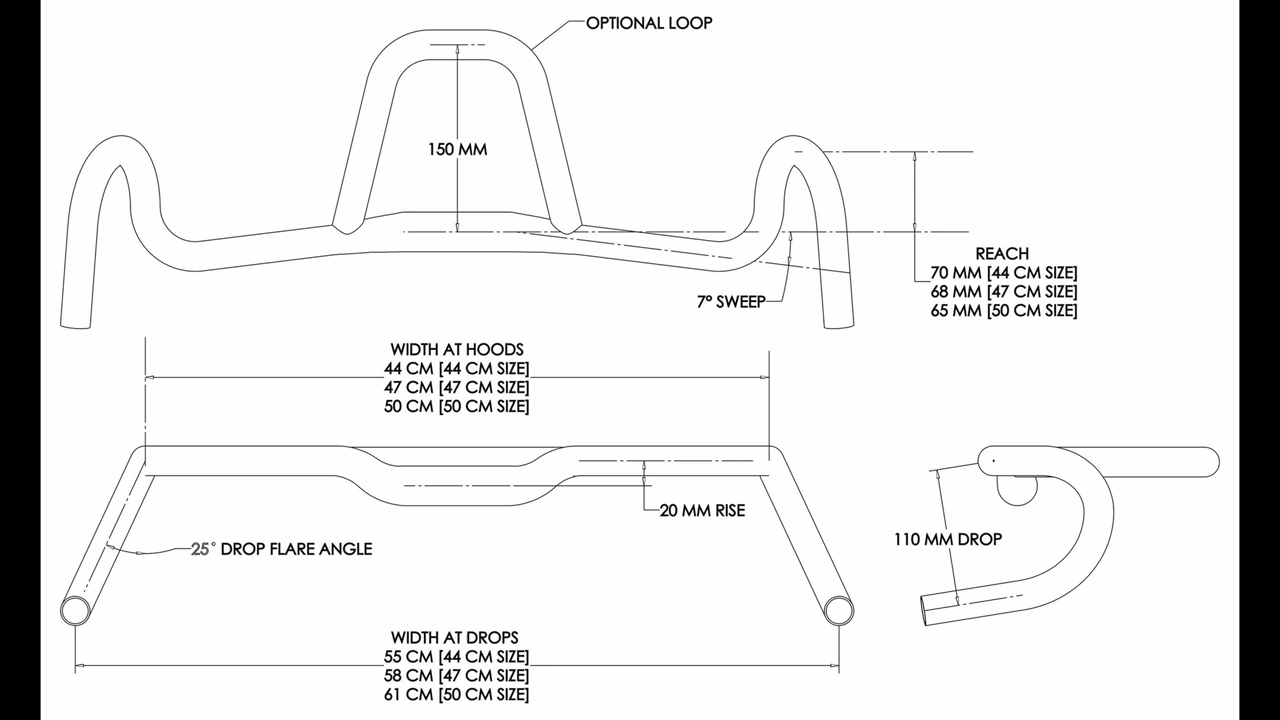 OPTIONAL LOOP
150 MM
REACH
70 MM [44 CM SIZE]
68 MM [47 CM SIZE]
65 MM [50 CM SIZE]
7° SWEEP
WIDTH AT HOODS
44 CM [44 CM SIZE]
47 CM [47 CM SIZE]
50 CM [50 CM SIZE]
20 MM RISE
110 MM DROP
25° DROP FLARE ANGLE
WIDTH AT DROPS
55 CM [44 CM SIZE]
58 CM [47 CM SIZE]
61 CM [50 CM SIZE]